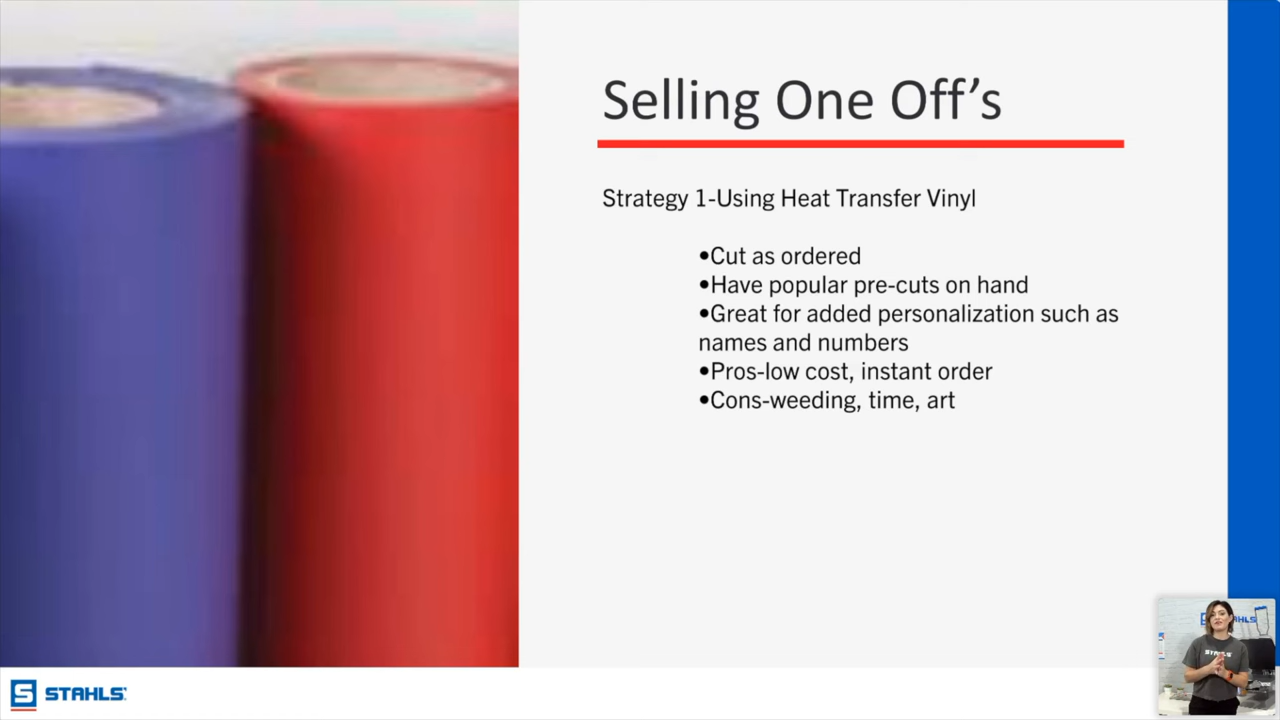 Selling One Off’s
Strategy 1-Using Heat Transfer Vinyl
•Cut as ordered
•Have popular pre-cuts on hand
•Great for added personalization such as
names and numbers
•Pros-low cost, instant order
•Cons-weeding, time, art
S STAHLS'
STAHLS'